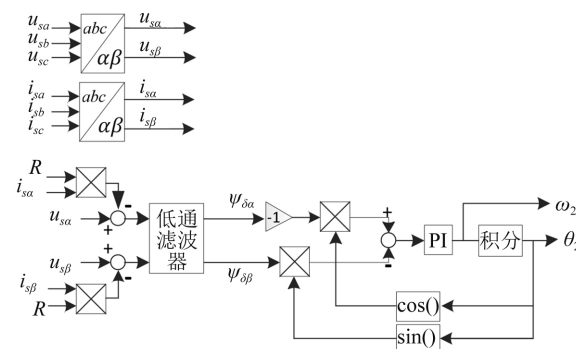 u_sa abc u_sα
u_sb
u_sc αβ u_sβ
i_sa abc i_sα
i_sb
i_sc αβ i_sβ
R
i_sα -
u_sα + 低通滤波器 ψ_δα -1 + ω_2
PI 积分 θ_2
u_sβ + ψ_δβ -
i_sβ -
R cos()
sin()